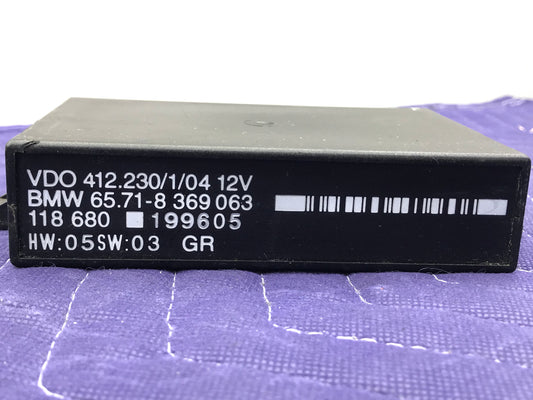 VDO 412.230/1/04 12V
BMW 65.71-8 369 063
118 680 199605
HW:05SW:03 GR